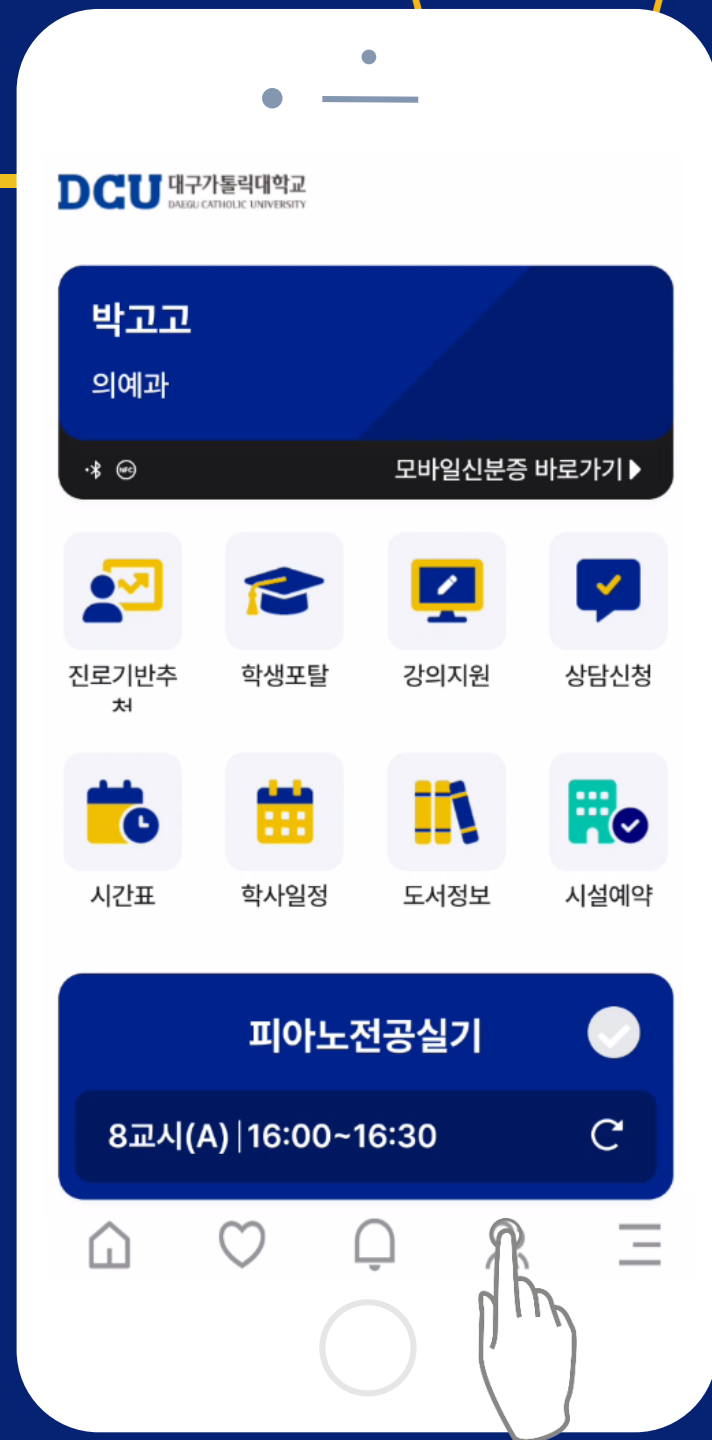 DCU 대구가톨릭대학교
DAEGU CATHOLIC UNIVERSITY
박고고
의예과
NFC 모바일신분증 바로가기
진로기반추
천
학생포탈
강의지원
상담신청
시간표
학사일정
도서정보
시설예약
피아노전공실기
8교시(A)|16:00~16:30